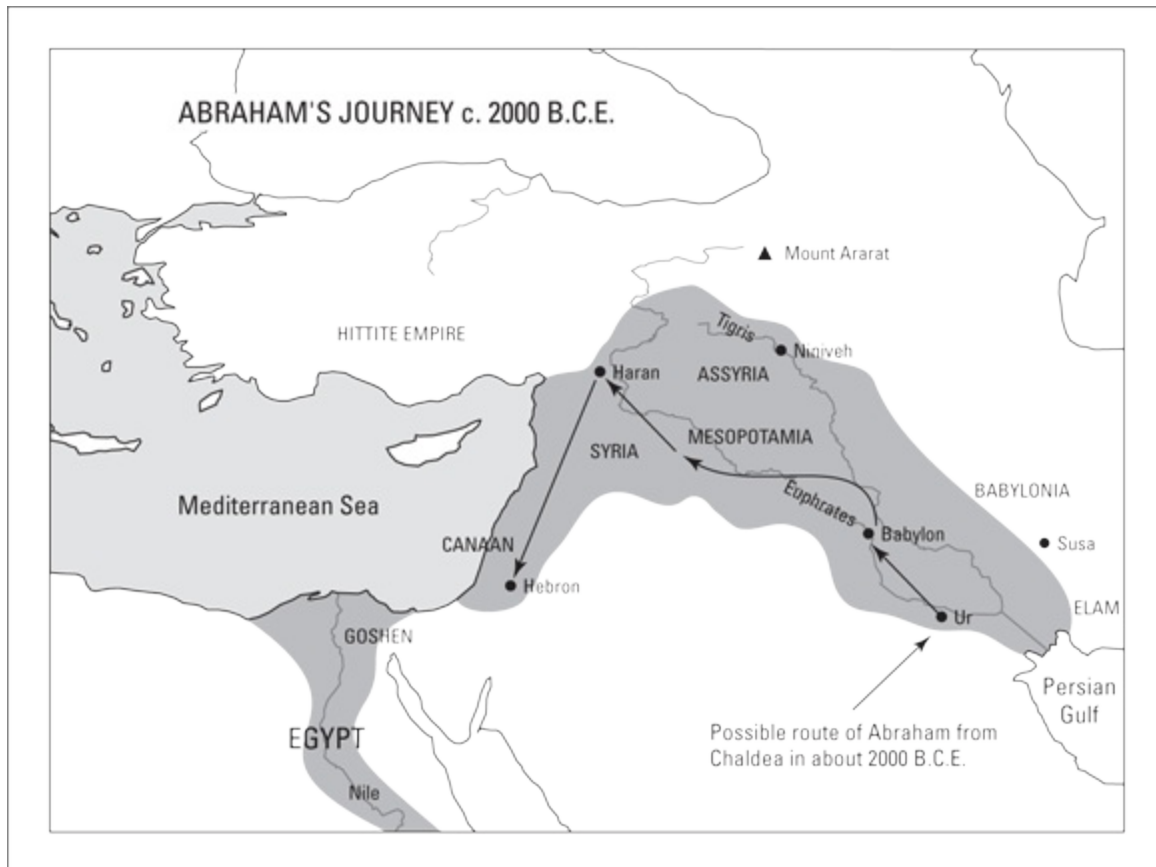 ABRAHAM'S JOURNEY c. 2000 B.C.E.
Mount Ararat
HITTITE EMPIRE
Tigris
Niniveh
Haran
ASSYRIA
MESOPOTAMIA
SYRIA
Mediterranean Sea
Euphrates
BABYLONIA
Babylon
Susa
CANAAN
Hebron
ELAM
Ur
GOSHEN
Persian
Gulf
EGYPT
Possible route of Abraham from
Chaldea in about 2000 B.C.E.
Nile